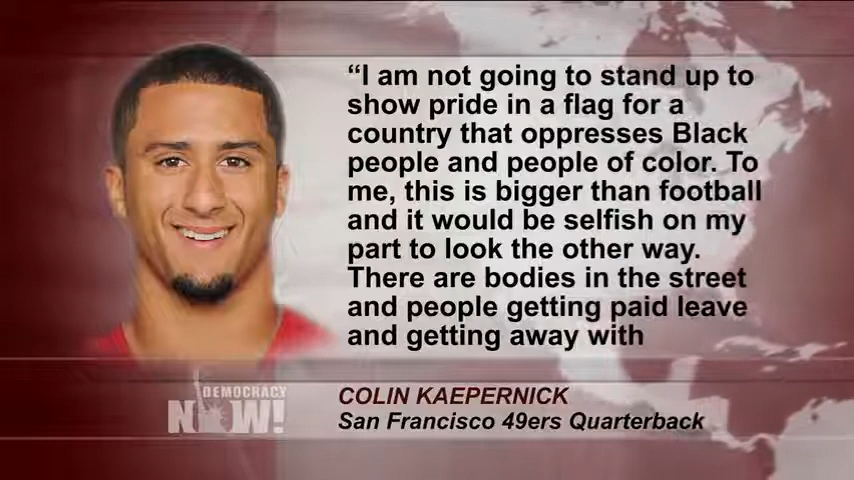 “I am not going to stand up to
show pride in a flag for a
country that oppresses Black
people and people of color. To
me, this is bigger than football
and it would be selfish on my
part to look the other way.
There are bodies in the street
and people getting paid leave
and getting away with
COLIN KAEPERNICK
San Francisco 49ers Quarterback
DEMOCRACY
NOW!